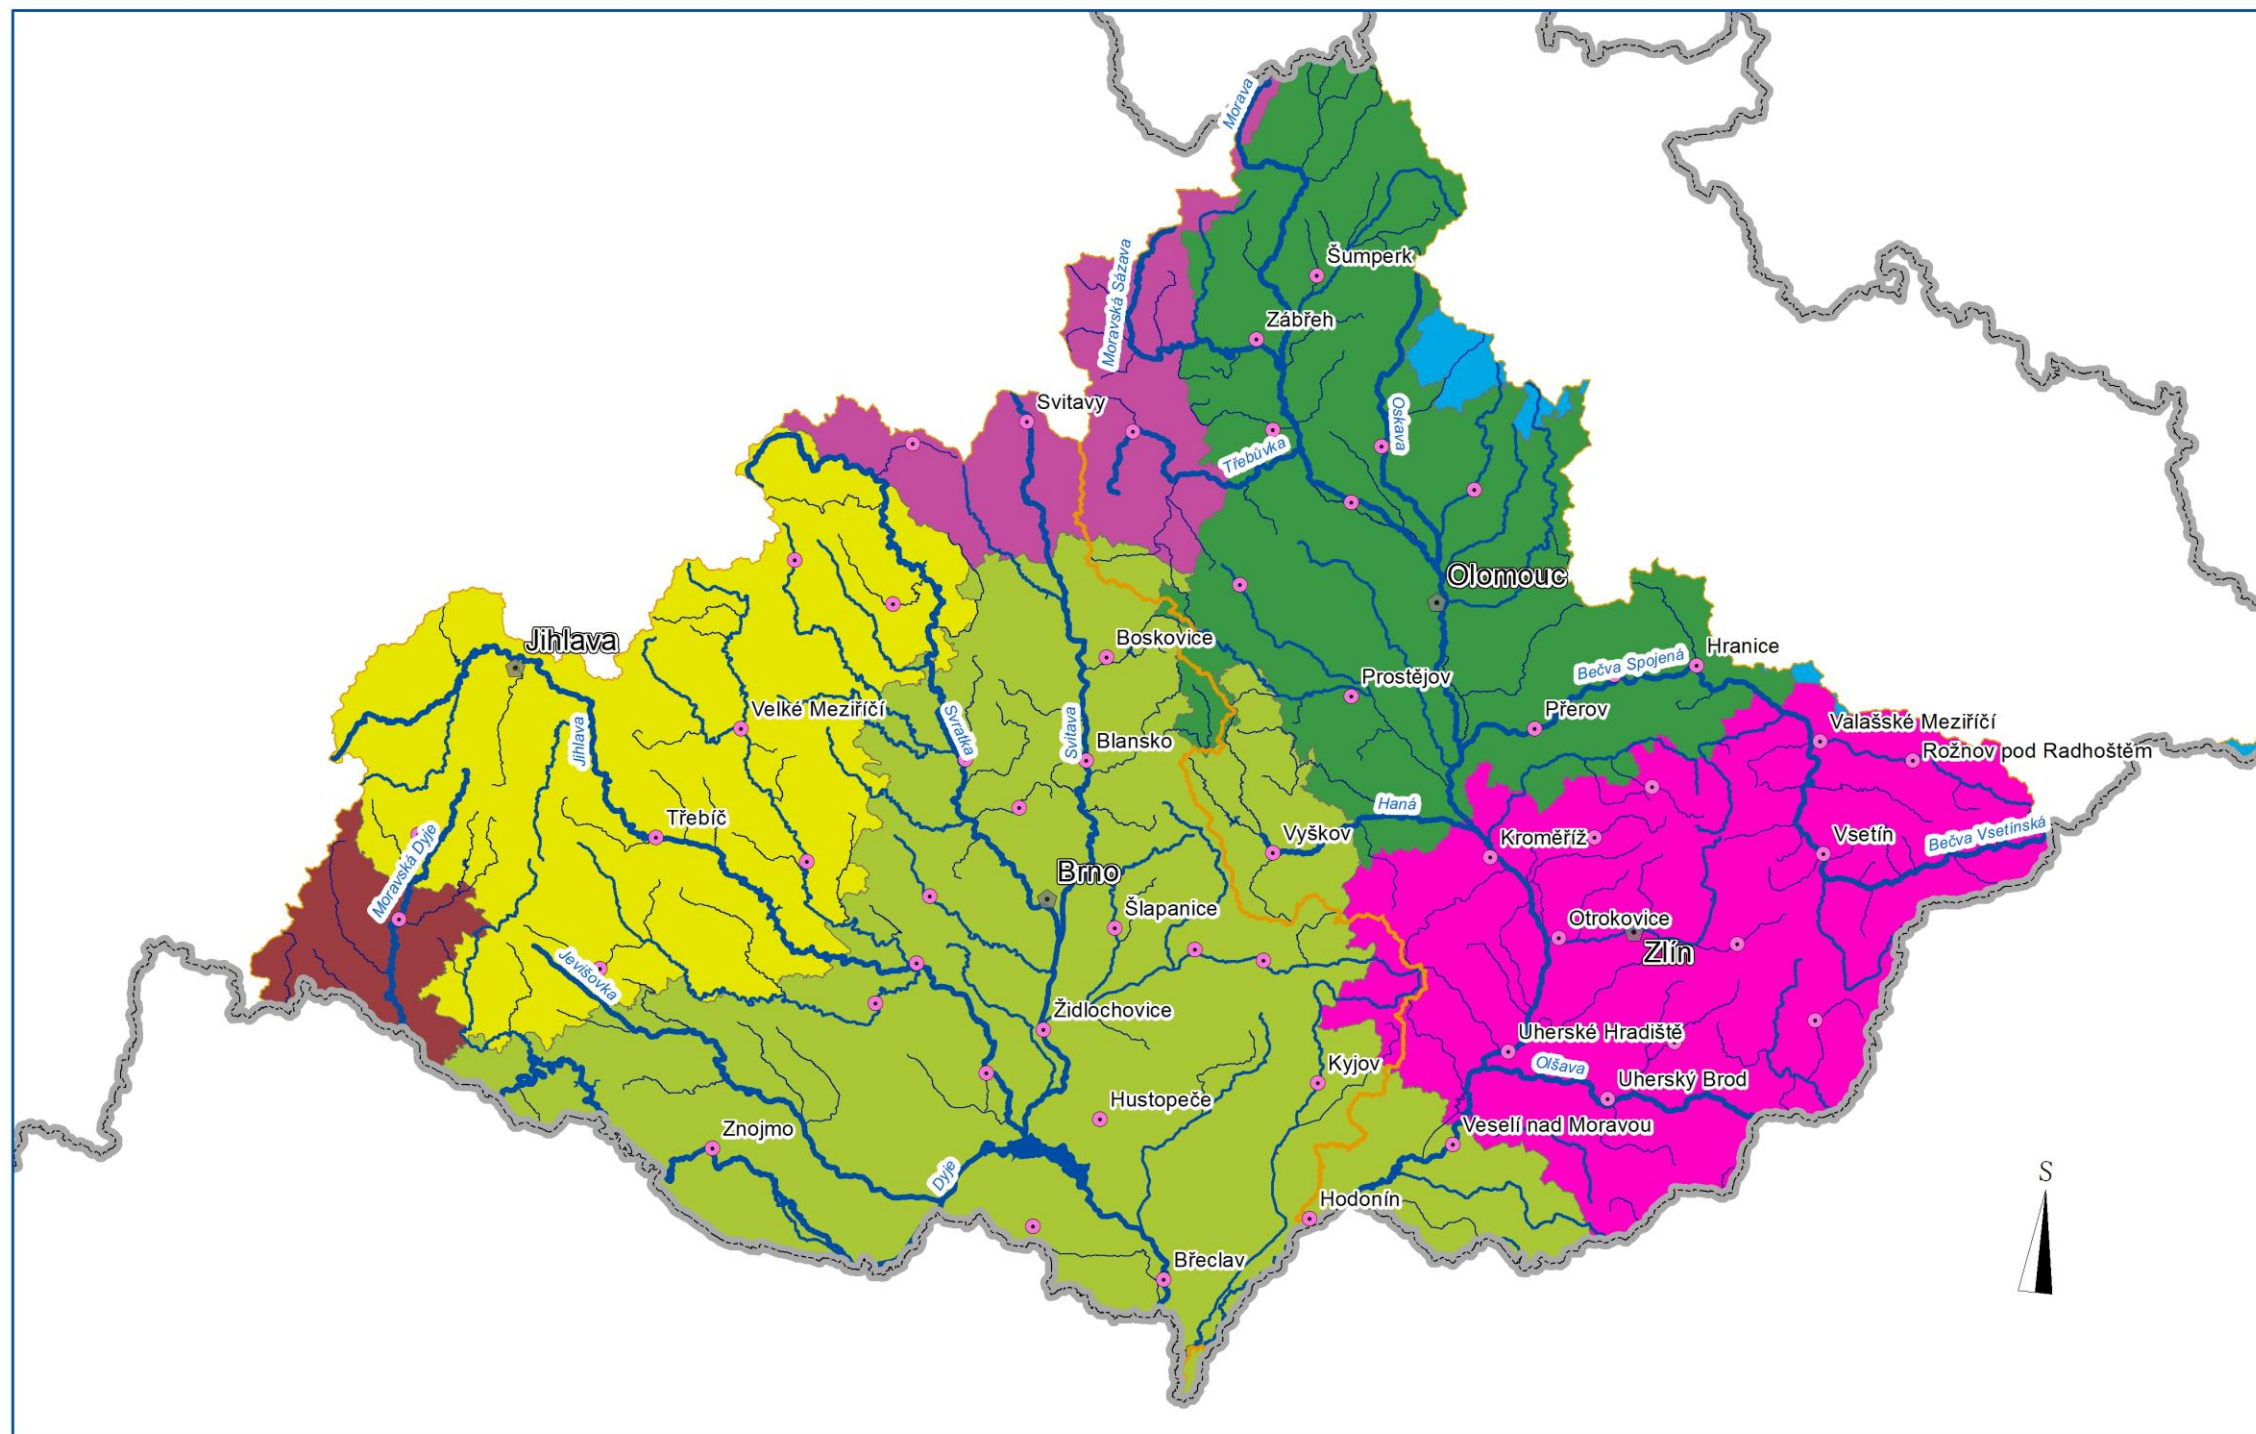 Morava
Šumperk
Moravská Sázava
Zábřeh
Svitavy
Oskava
Třebůvka
Olomouc
Jihlava
Boskovice
Hranice
Bečva Spojená
Prostějov
Velké Meziříčí
Svratka
Svitava
Přerov
Valašské Meziříčí
Jihlava
Blansko
Rožnov pod Radhoštěm
Haná
Třebíč
Vyškov
Kroměříž
Vsetín
Bečva Vsetínská
Moravská Dyje
Brno
Šlapanice
Otrokovice
Zlín
Jevišovka
Židlochovice
Uherské Hradiště
Kyjov
Olšava
Uherský Brod
Hustopeče
Znojmo
Veselí nad Moravou
Dyje
Hodonín
S
Břeclav